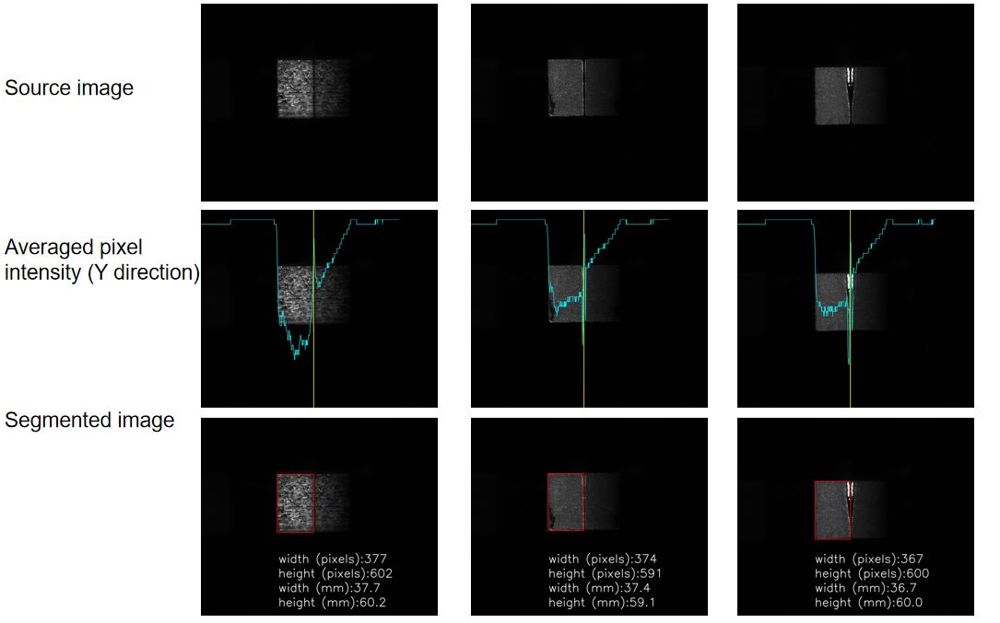 Source image
Averaged pixel
intensity (Y direction)
Segmented image
width (pixels):377
height (pixels):602
width (mm):37.7
height (mm):60.2
width (pixels):374
height (pixels):591
width (mm):37.4
height (mm):59.1
width (pixels):367
height (pixels):600
width (mm):36.7
height (mm):60.0